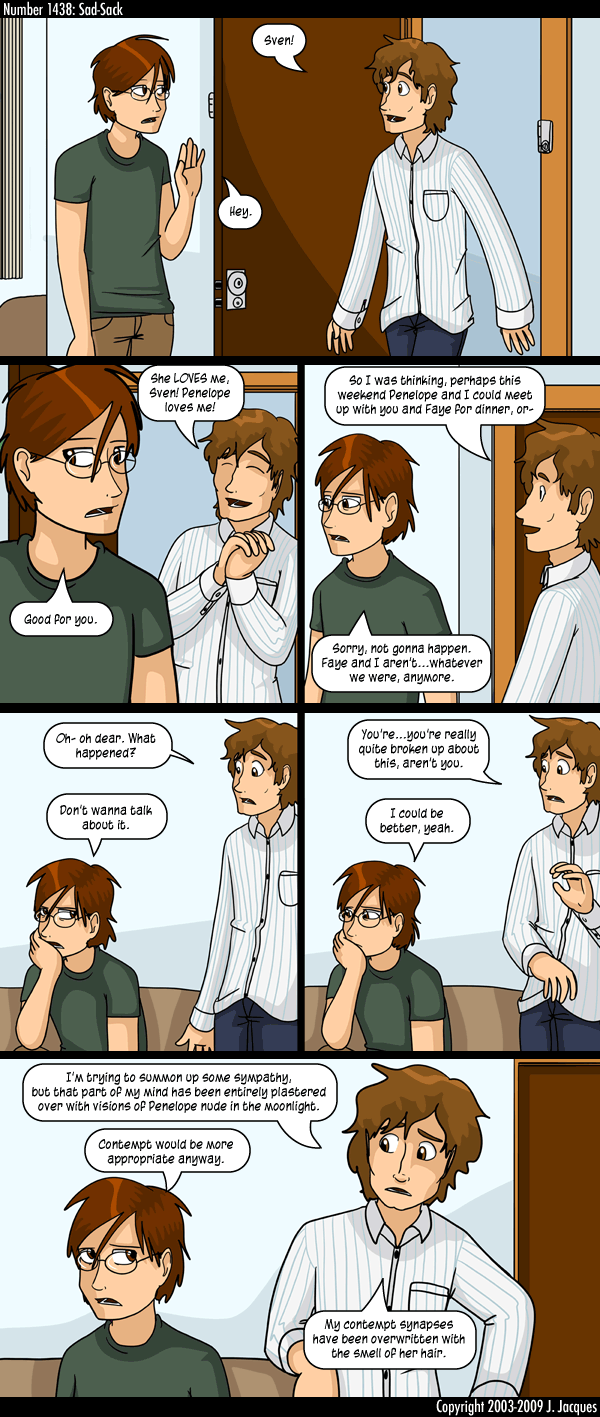 Number 1438: Sad-Sack
Sven!
Hey.
She LOVES me,
Sven! Penelope
loves me!
Good for you.
So I was thinking, perhaps this
weekend Penelope and I could meet
up with you and Faye for dinner, or-
Sorry, not gonna happen.
Faye and I aren't...whatever
we were, anymore.
Oh- oh dear. What
happened?
Don't wanna talk
about it.
You're...you're really
quite broken up about
this, aren't you.
I could be
better, yeah.
I'm trying to summon up some sympathy,
but that part of my mind has been entirely plastered
over with visions of Penelope nude in the moonlight.
Contempt would be more
appropriate anyway.
My contempt synapses
have been overwritten with
the smell of her hair.
Copyright 2003-2009 J. Jacques